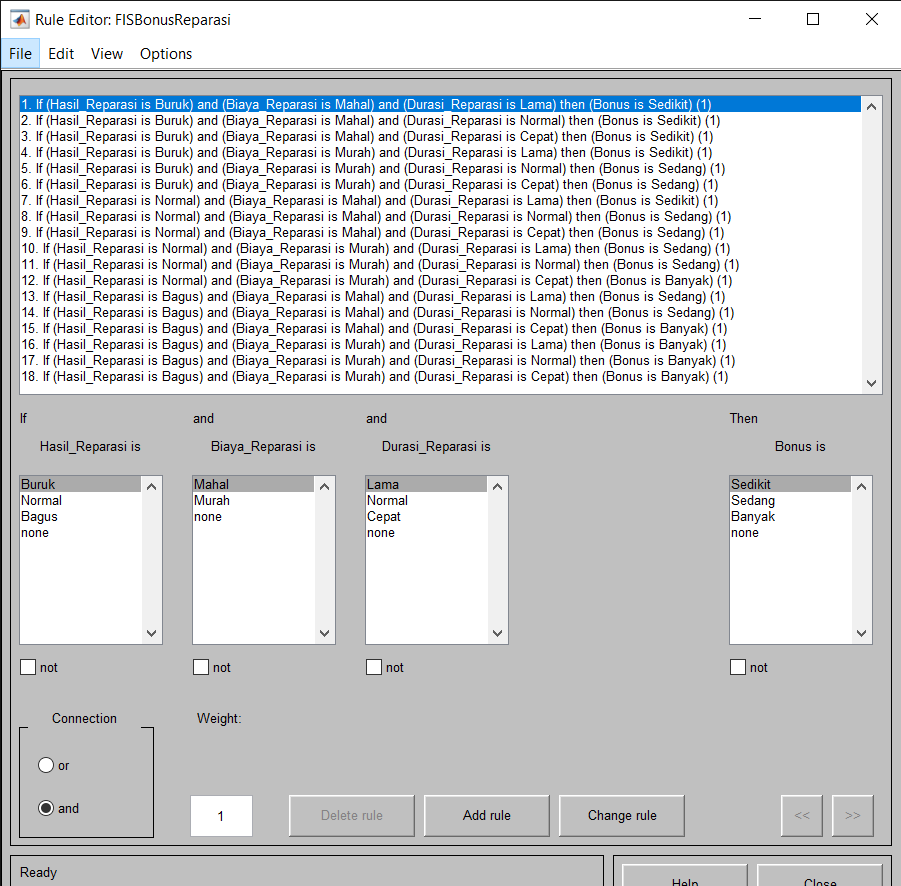 Rule Editor: FISBonusReparasi
File Edit View Options
1. If (Hasil_Reparasi is Buruk) and (Biaya_Reparasi is Mahal) and (Durasi_Reparasi is Lama) then (Bonus is Sedikit) (1)
2. If (Hasil_Reparasi is Buruk) and (Biaya_Reparasi is Mahal) and (Durasi_Reparasi is Normal) then (Bonus is Sedikit) (1)
3. If (Hasil_Reparasi is Buruk) and (Biaya_Reparasi is Mahal) and (Durasi_Reparasi is Cepat) then (Bonus is Sedikit) (1)
4. If (Hasil_Reparasi is Buruk) and (Biaya_Reparasi is Murah) and (Durasi_Reparasi is Lama) then (Bonus is Sedikit) (1)
5. If (Hasil_Reparasi is Buruk) and (Biaya_Reparasi is Murah) and (Durasi_Reparasi is Normal) then (Bonus is Sedang) (1)
6. If (Hasil_Reparasi is Buruk) and (Biaya_Reparasi is Murah) and (Durasi_Reparasi is Cepat) then (Bonus is Sedang) (1)
7. If (Hasil_Reparasi is Normal) and (Biaya_Reparasi is Mahal) and (Durasi_Reparasi is Lama) then (Bonus is Sedikit) (1)
8. If (Hasil_Reparasi is Normal) and (Biaya_Reparasi is Mahal) and (Durasi_Reparasi is Normal) then (Bonus is Sedang) (1)
9. If (Hasil_Reparasi is Normal) and (Biaya_Reparasi is Mahal) and (Durasi_Reparasi is Cepat) then (Bonus is Sedang) (1)
10. If (Hasil_Reparasi is Normal) and (Biaya_Reparasi is Murah) and (Durasi_Reparasi is Lama) then (Bonus is Sedang) (1)
11. If (Hasil_Reparasi is Normal) and (Biaya_Reparasi is Murah) and (Durasi_Reparasi is Normal) then (Bonus is Sedang) (1)
12. If (Hasil_Reparasi is Normal) and (Biaya_Reparasi is Murah) and (Durasi_Reparasi is Cepat) then (Bonus is Banyak) (1)
13. If (Hasil_Reparasi is Bagus) and (Biaya_Reparasi is Mahal) and (Durasi_Reparasi is Lama) then (Bonus is Sedang) (1)
14. If (Hasil_Reparasi is Bagus) and (Biaya_Reparasi is Mahal) and (Durasi_Reparasi is Normal) then (Bonus is Sedang) (1)
15. If (Hasil_Reparasi is Bagus) and (Biaya_Reparasi is Mahal) and (Durasi_Reparasi is Cepat) then (Bonus is Banyak) (1)
16. If (Hasil_Reparasi is Bagus) and (Biaya_Reparasi is Murah) and (Durasi_Reparasi is Lama) then (Bonus is Banyak) (1)
17. If (Hasil_Reparasi is Bagus) and (Biaya_Reparasi is Murah) and (Durasi_Reparasi is Normal) then (Bonus is Banyak) (1)
18. If (Hasil_Reparasi is Bagus) and (Biaya_Reparasi is Murah) and (Durasi_Reparasi is Cepat) then (Bonus is Banyak) (1)
If and and Then
Hasil_Reparasi is Biaya_Reparasi is Durasi_Reparasi is Bonus is
Buruk Mahal Lama Sedikit
Normal Murah Normal Sedang
Bagus none Cepat Banyak
none none none
not not not not
Connection Weight:
or
and
1 Delete rule Add rule Change rule << >>
Ready Help Close